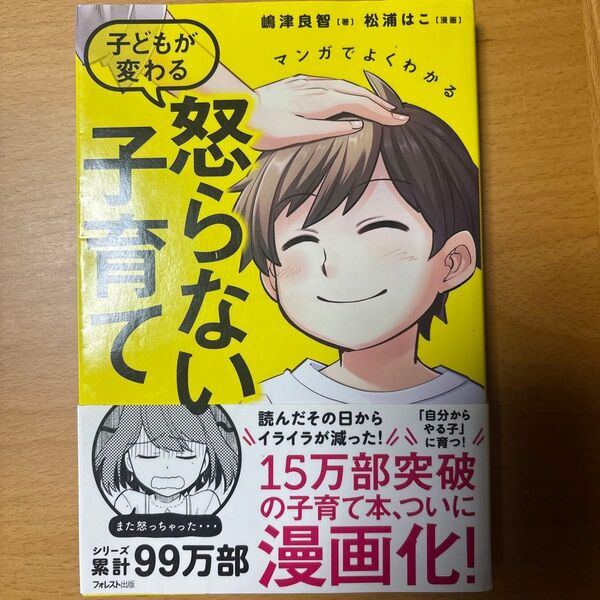 嶋津良智［著］ 松浦はこ［漫画］
マンガでよくわかる
子どもが
変わる
怒らない
子育て
読んだその日から
イライラが減った！
「自分から
やる子」
に育つ！
15万部突破
の子育て本、ついに
漫画化！
また怒っちゃった・・・
シリーズ
累計99万部
フォレスト出版